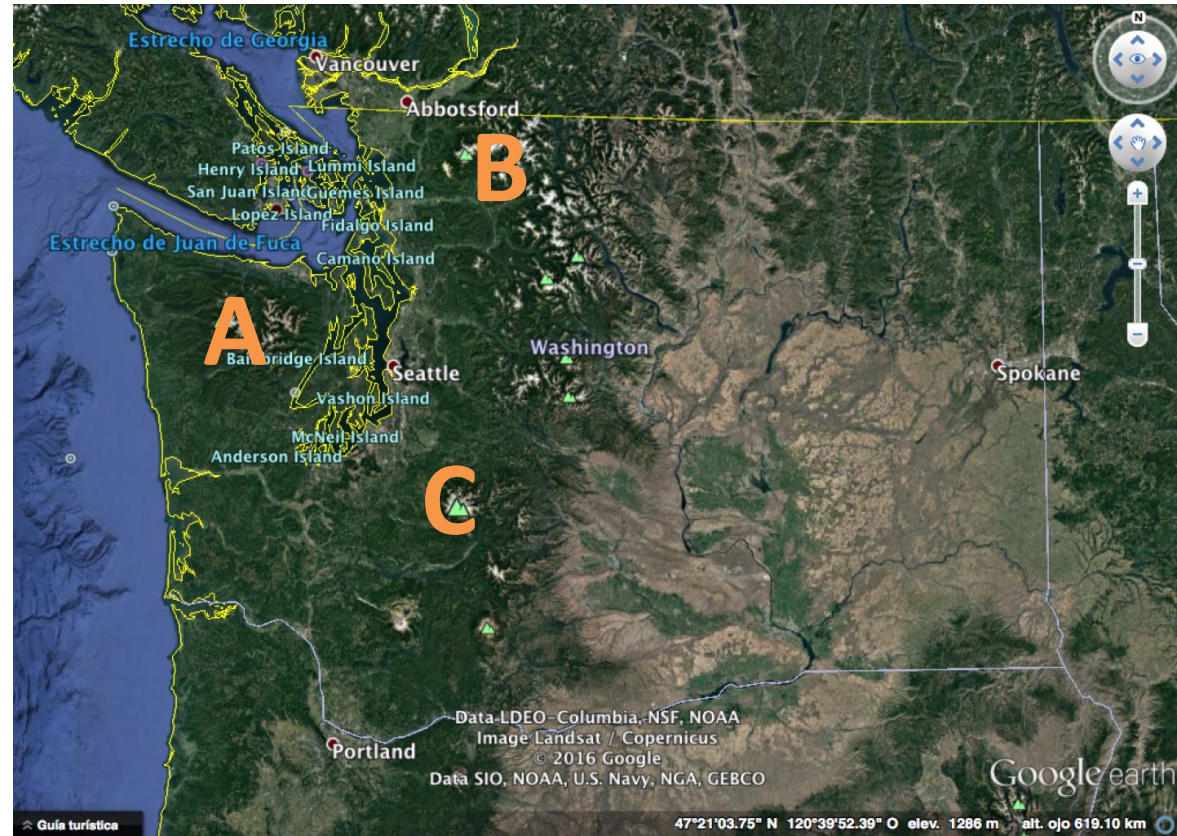 N
Estrecho de Georgia
Vancouver
Abbotsford
B
Patos Island
Henry Island
Lummi Island
San Juan Island
Guemes Island
Lopez Island
Fidalgo Island
Estrecho de Juan de Fuca
Camano Island
A
Washington
Bainbridge Island
Seattle
Spokane
Vashon Island
McNeil Island
Anderson Island
C
Portland
Data LDEO-Columbia, NSF, NOAA
Image Landsat / Copernicus
© 2016 Google
Data SIO, NOAA, U.S. Navy, NGA, GEBCO
Google earth
Guía turística
47°21'03.75" N 120°39'52.39" O elev. 1286 m alt. ojo 619.10 km